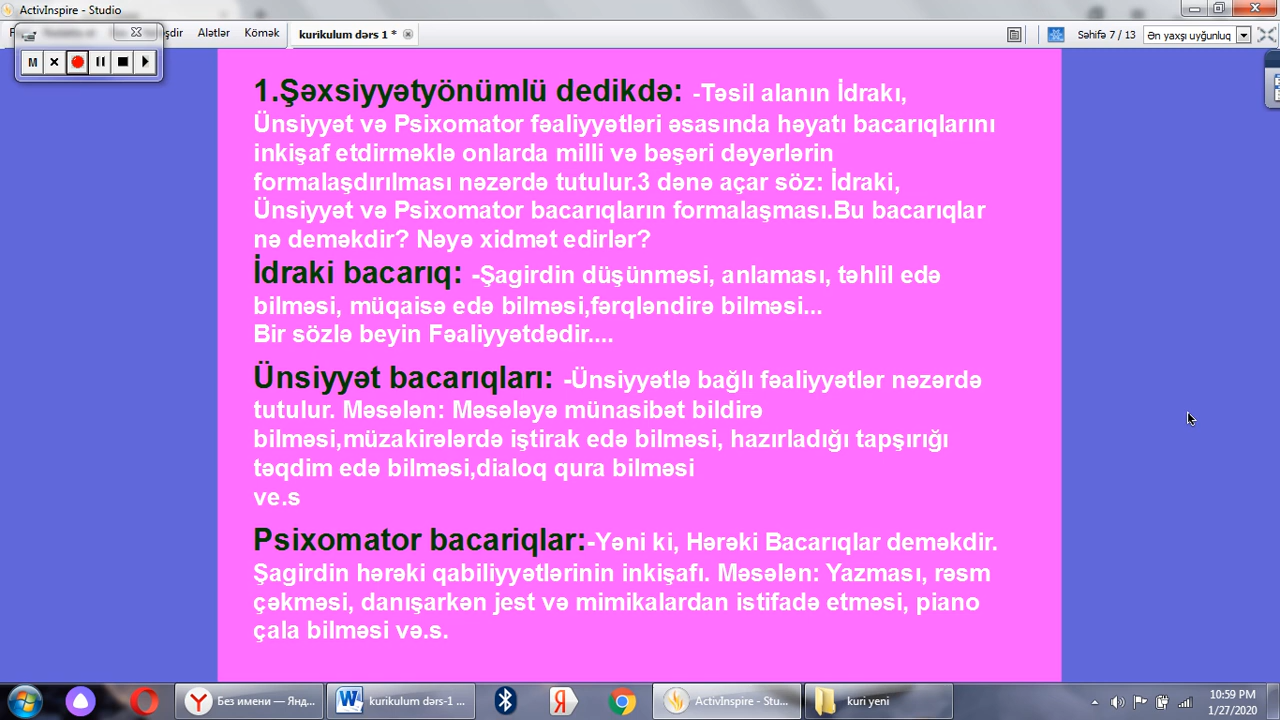 ActivInspire - Studio
Alətlər Kömək kurikulum dərs 1 * Səhifə 7 / 13 Ən yaxşı uyğunluq
M
1.Şəxsiyyətyönümlü dedikdə: -Təsil alanın İdrakı,
Ünsiyyət və Psixomator fəaliyyətləri əsasında həyatı bacarıqlarını
inkişaf etdirməklə onlarda milli və bəşəri dəyərlərin
formalaşdırılması nəzərdə tutulur.3 dənə açar söz: İdraki,
Ünsiyyət və Psixomator bacarıqların formalaşması.Bu bacarıqlar
nə deməkdir? Nəyə xidmət edirlər?
İdraki bacarıq: -Şagirdin düşünməsi, anlaması, təhlil edə
bilməsi, müqaisə edə bilməsi,fərqləndirə bilməsi...
Bir sözlə beyin Fəaliyyətdədir....
Ünsiyyət bacarıqları: -Ünsiyyətlə bağlı fəaliyyətlər nəzərdə
tutulur. Məsələn: Məsələyə münasibət bildirə
bilməsi,müzakirələrdə iştirak edə bilməsi, hazırladığı tapşırığı
təqdim edə bilməsi,dialoq qura bilməsi
ve.s
Psixomator bacariqlar:-Yəni ki, Hərəki Bacarıqlar deməkdir.
Şagirdin hərəki qabiliyyətlərinin inkişafı. Məsələn: Yazması, rəsm
çəkməsi, danışarkən jest və mimikalardan istifadə etməsi, piano
çala bilməsi və.s.
Без имени — Янд... kurikulum dərs-1 ... ActivInspire - Stu... kuri yeni
10:59 PM
1/27/2020